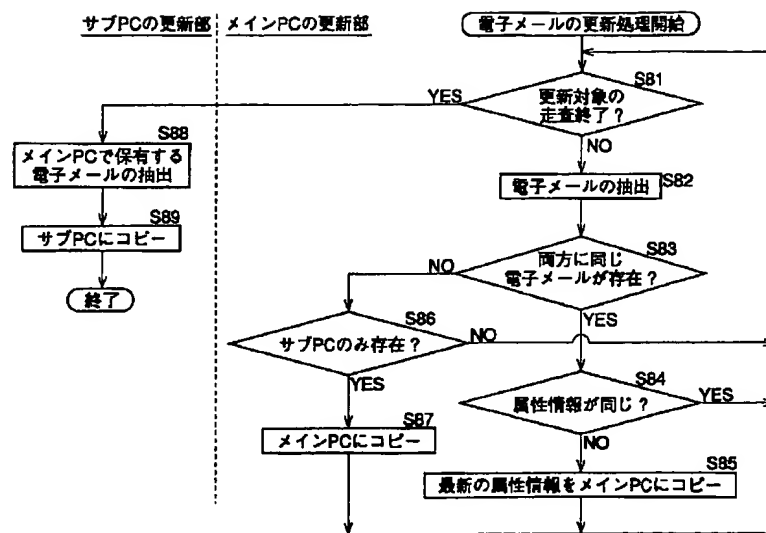 サブPCの更新部
メインPCの更新部
電子メールの更新処理開始
S81
更新対象の
走査終了?
YES
NO
S88
メインPCで保有する
電子メールの抽出
S82
電子メールの抽出
S89
サブPCにコピー
S83
両方に同じ
電子メールが存在?
NO
YES
終了
S86
サブPCのみ存在?
NO
YES
S84
属性情報が同じ?
YES
NO
S87
メインPCにコピー
S85
最新の属性情報をメインPCにコピー